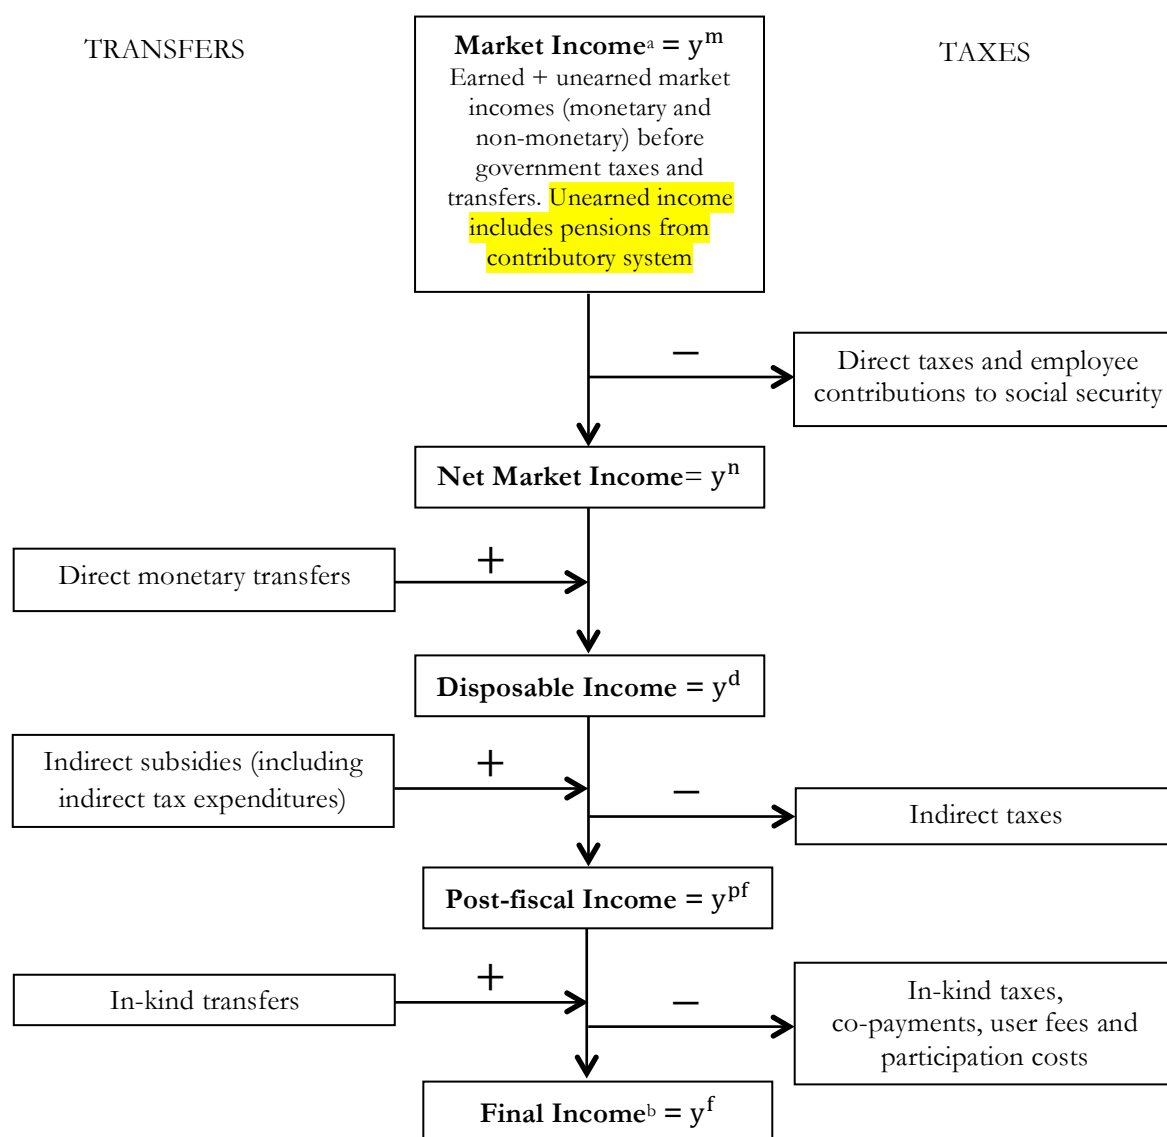 TRANSFERS
Market Incomeᵃ = yᵐ
TAXES
Earned + unearned market
incomes (monetary and
non-monetary) before
government taxes and
transfers. Unearned income
includes pensions from
contributory system
−
Direct taxes and employee
contributions to social security
Net Market Income= yⁿ
+
Direct monetary transfers
Disposable Income = yᵈ
Indirect subsidies (including
indirect tax expenditures)
+
−
Indirect taxes
Post-fiscal Income = yᵖᶠ
+
In-kind transfers
−
In-kind taxes,
co-payments, user fees and
participation costs
Final Incomeᵇ = yᶠ